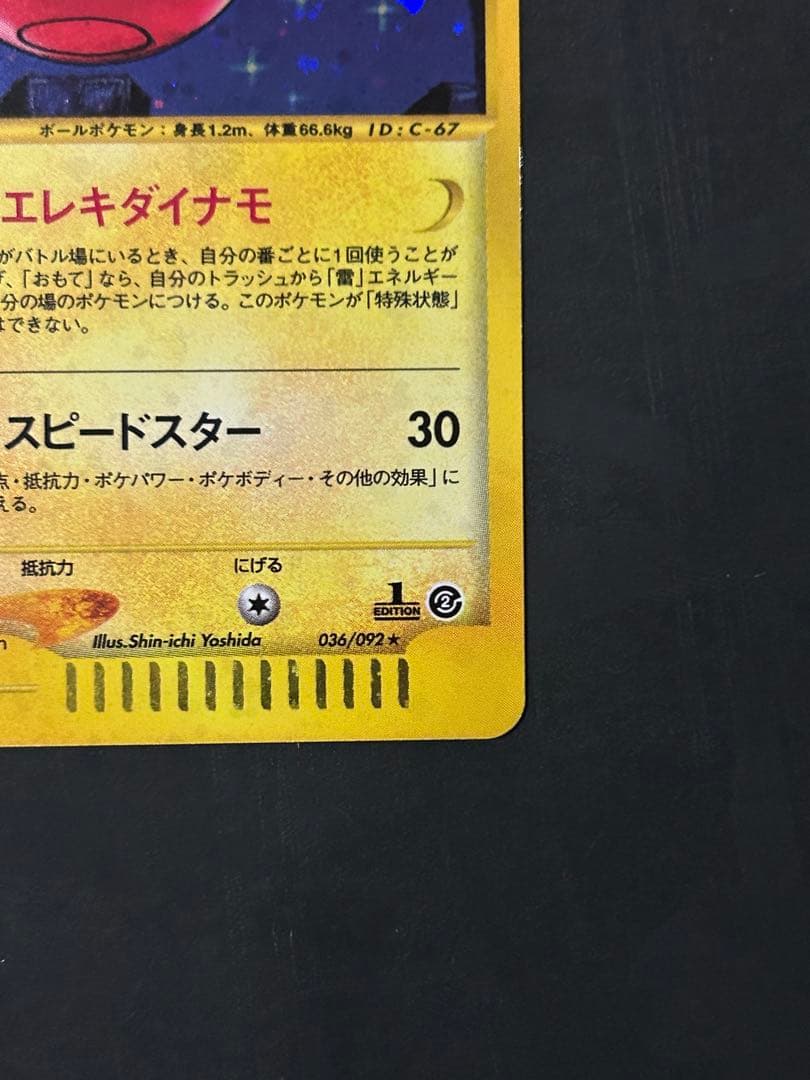 ボールポケモン：身長1.2m、体重66.6kg ID:C-67
エレキダイナモ
がバトル場にいるとき、自分の番ごとに1回使うことが
、「おもて」なら、自分のトラッシュから「雷」エネルギー
分の場のポケモンにつける。このポケモンが「特殊状態」
はできない。
スピードスター 30
点・抵抗力・ポケパワー・ポケボディー・その他の効果」に
える。
抵抗力 にげる
1 EDITION 2
Illus.Shin-ichi Yoshida 036/092★